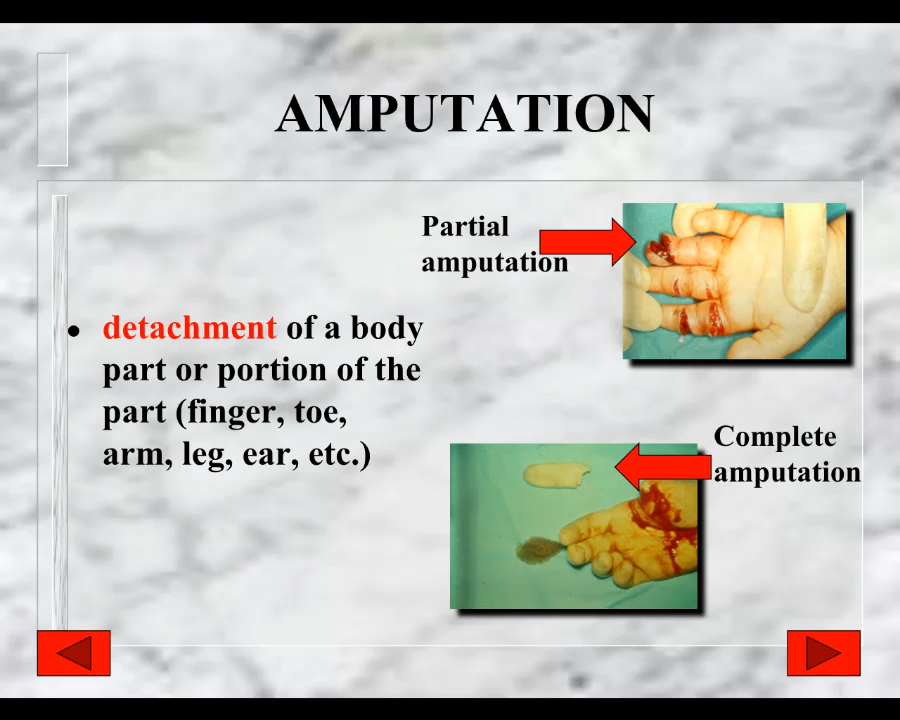 AMPUTATION
Partial
amputation
• detachment of a body
part or portion of the
part (finger, toe,
arm, leg, ear, etc.)
Complete
amputation